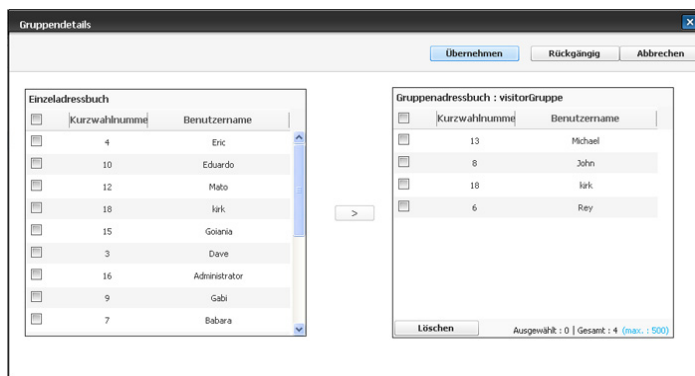 Gruppendetails
Übernehmen Rückgängig Abbrechen
Einzeladressbuch
Kurzwahlnumme Benutzername
4 Eric
10 Eduardo
12 Mato
18 kirk
15 Goiania
3 Dave
16 Administrator
9 Gabi
7 Babara
>
Gruppenadressbuch : visitorGruppe
Kurzwahlnumme Benutzername
13 Michael
8 John
18 kirk
6 Rey
Löschen Ausgewählt : 0 | Gesamt : 4 (max. : 500)